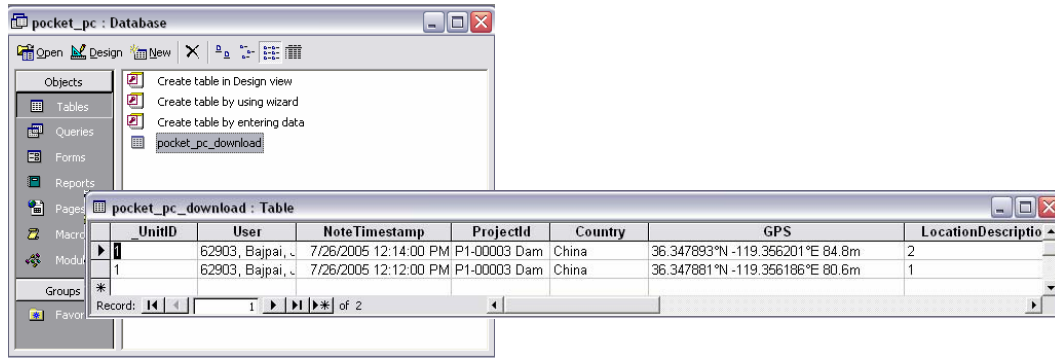 pocket_pc : Database
Open Design New
Objects
Tables
Queries
Forms
Reports
Pages
Macro
Modul
Groups
Favor
Create table in Design view
Create table by using wizard
Create table by entering data
pocket_pc_download
pocket_pc_download : Table
_UnitID User NoteTimestamp ProjectId Country GPS LocationDescriptio
1 62903, Bajpai, J 7/26/2005 12:14:00 PM P1-00003 Dam China 36.347893°N -119.356201°E 84.8m 2
1 62903, Bajpai, J 7/26/2005 12:12:00 PM P1-00003 Dam China 36.347881°N -119.356186°E 80.6m 1
Record: 1 of 2